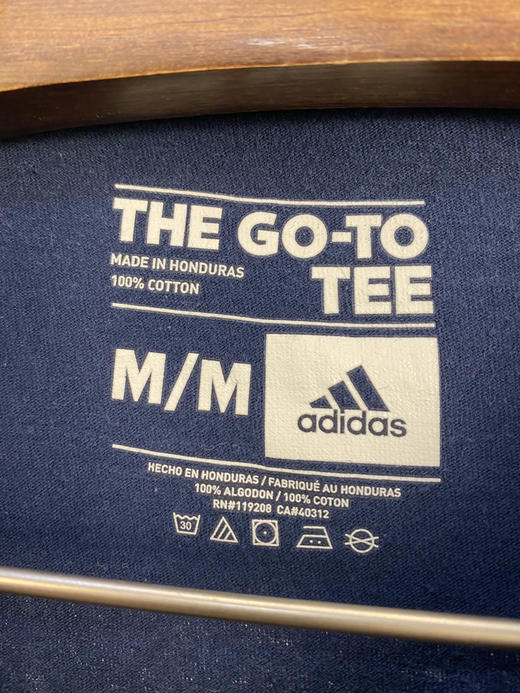 THE GO-TO
TEE
MADE IN HONDURAS
100% COTTON
M/M
adidas
HECHO EN HONDURAS / FABRIQUÉ AU HONDURAS
100% ALGODON / 100% COTON
RN#119208 CA#40312
30